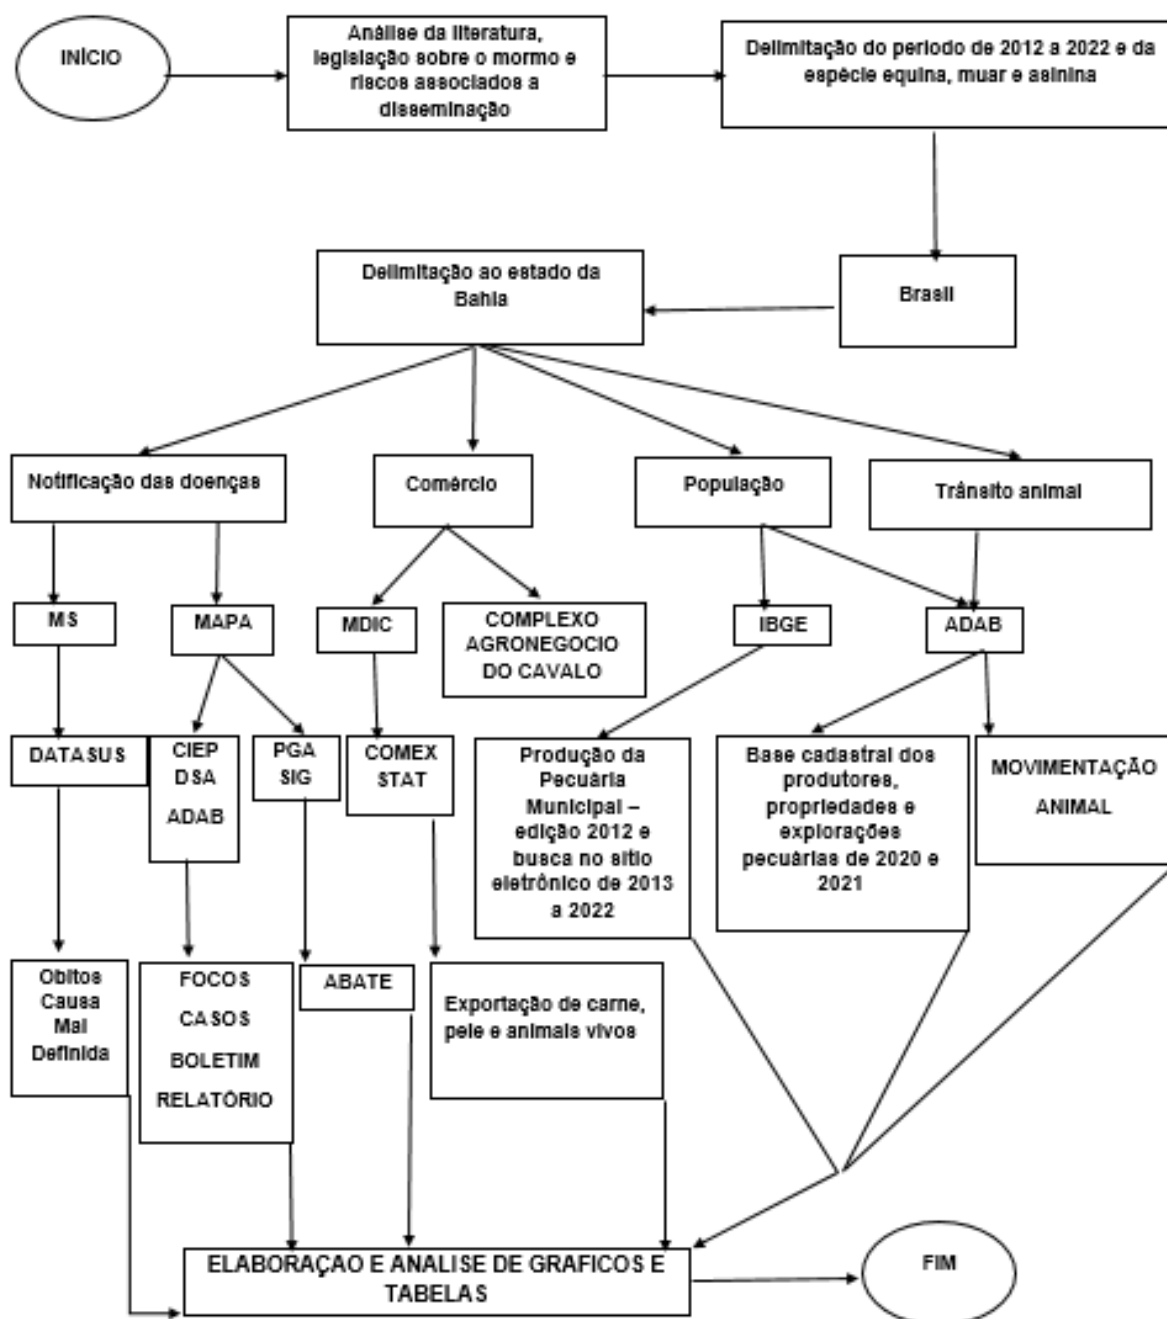 INÍCIO
Análise da literatura,
legislação sobre o mormo e
riscos associados a
disseminação
Delimitação do período de 2012 a 2022 e da
espécie equina, muar e asinina
Delimitação ao estado da
Bahia
Brasil
Notificação das doenças
Comércio
População
Trânsito animal
MS
MAPA
MDIC
COMPLEXO
AGRONEGOCIO
DO CAVALO
IBGE
ADAB
DATASUS
CIEP
DSA
ADAB
PGA
SIG
COMEX
STAT
Produção da
Pecuária
Municipal –
edição 2012 e
busca no sítio
eletrônico de 2013
a 2022
Base cadastral dos
produtores,
propriedades e
explorações
pecuárias de 2020 e
2021
MOVIMENTAÇÃO
ANIMAL
Obitos
Causa
Mal
Definida
FOCOS
CASOS
BOLETIM
RELATÓRIO
ABATE
Exportação de carne,
pele e animais vivos
ELABORAÇAO E ANALISE DE GRAFICOS E
TABELAS
FIM